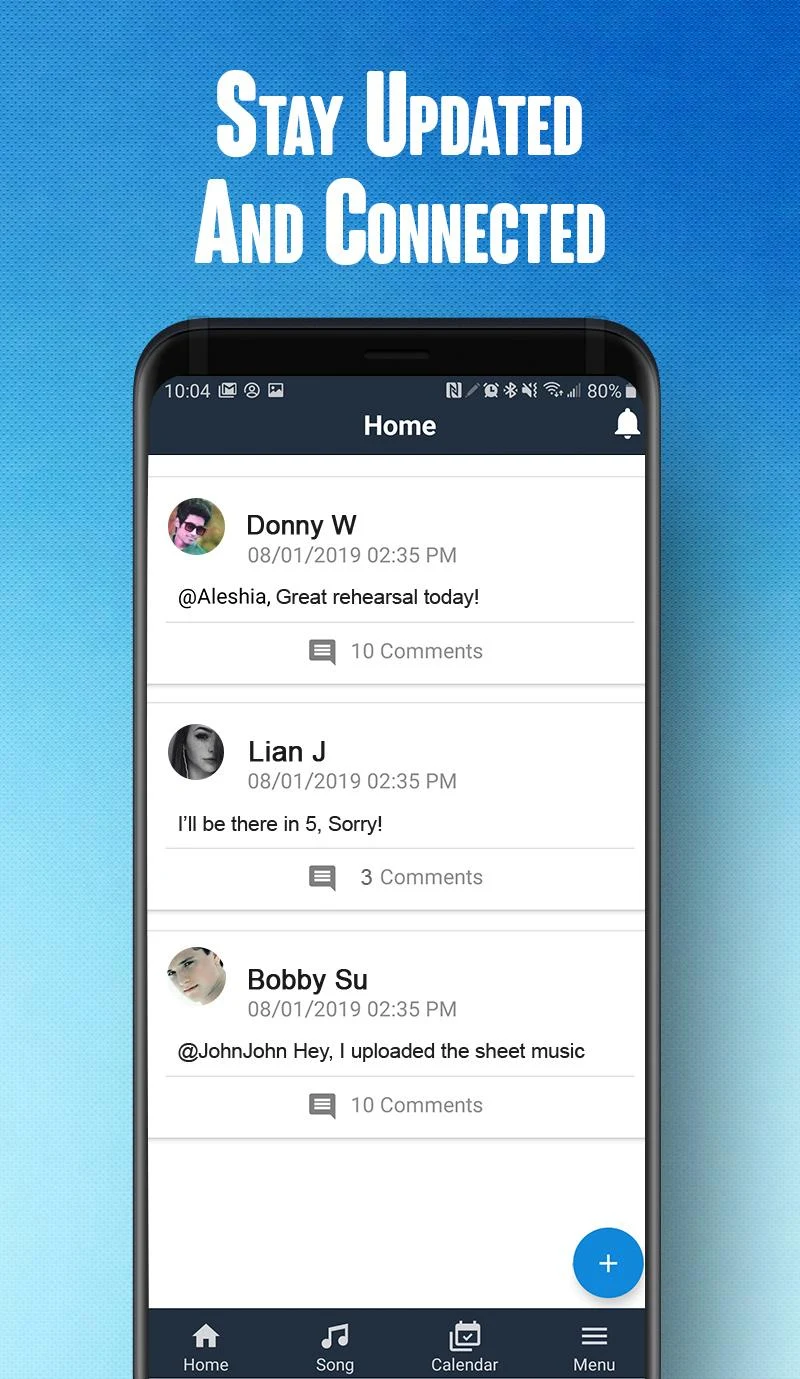 Stay Updated
And Connected
10:04 80%
Home
Donny W
08/01/2019 02:35 PM
@Aleshia, Great rehearsal today!
10 Comments
Lian J
08/01/2019 02:35 PM
I'll be there in 5, Sorry!
3 Comments
Bobby Su
08/01/2019 02:35 PM
@JohnJohn Hey, I uploaded the sheet music
10 Comments
+
Home Song Calendar Menu